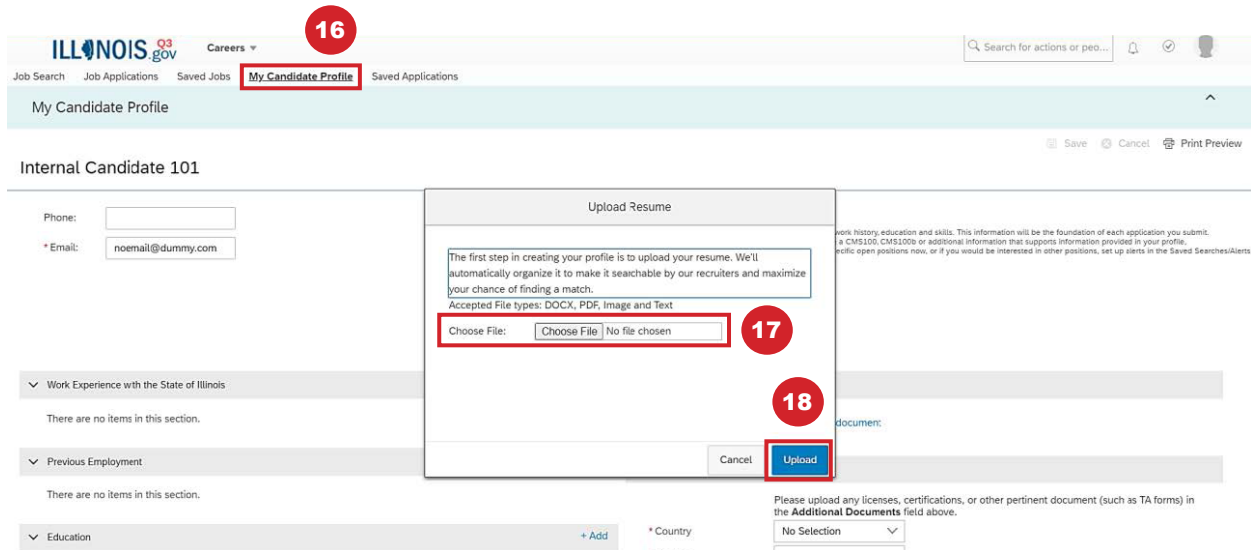 16
ILLINOIS.gov Q3
Careers
Search for actions or peo...
Job Search Job Applications Saved Jobs My Candidate Profile Saved Applications
My Candidate Profile
Save Cancel Print Preview
Internal Candidate 101
Phone:
* Email: noemail@dummy.com
work history, education and skills. This information will be the foundation of each application you submit.
a CMS100, CMS100b or additional information that supports information provided in your profile.
ecific open positions now, or if you would be interested in other positions, set up alerts in the Saved Searches/Alerts
Upload Resume
The first step in creating your profile is to upload your resume. We'll
automatically organize it to make it searchable by our recruiters and maximize
your chance of finding a match.
Accepted File types: DOCX, PDF, Image and Text
Choose File: Choose File No file chosen
17
18
Cancel Upload
Work Experience with the State of Illinois
There are no items in this section.
document
Previous Employment
There are no items in this section.
Please upload any licenses, certifications, or other pertinent document (such as TA forms) in
the Additional Documents field above.
Education + Add
* Country No Selection